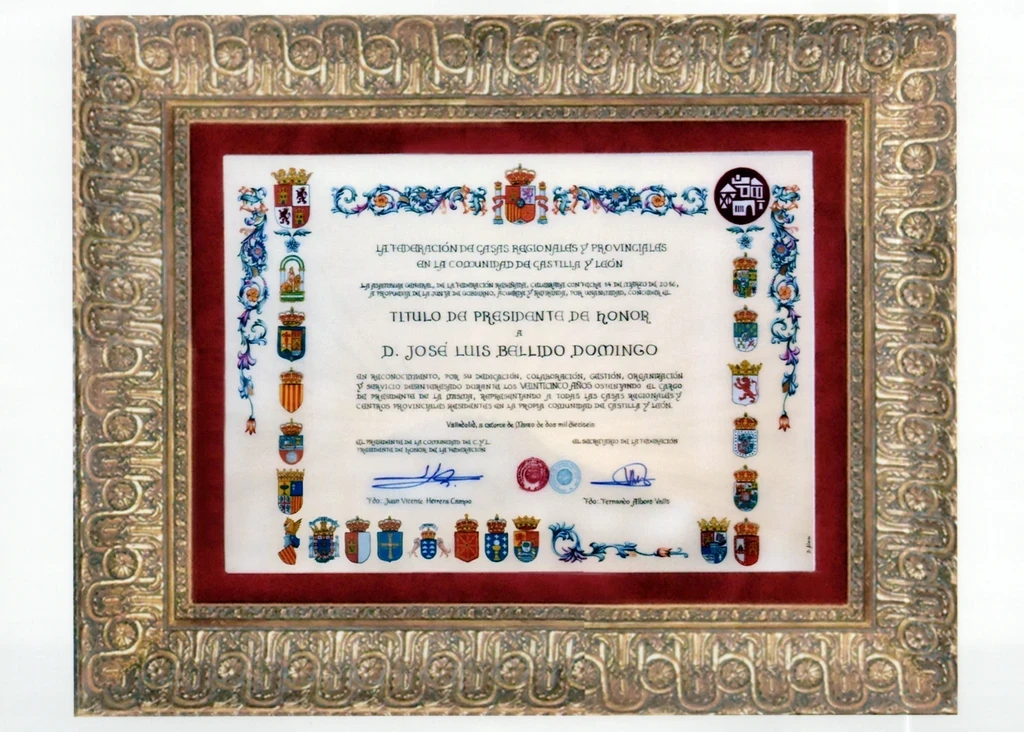 LA FEDERACIÓN DE CASAS REGIONALES Y PROVINCIALES
EN LA COMUNIDAD DE CASTILLA Y LEÓN
LA ASAMBLEA GENERAL, DE LA FEDERACIÓN REFERIDA, CELEBRADA CON FECHA 14 DE MARZO DE 2016,
A PROPUESTA DE LA JUNTA DE GOBIERNO, ACUERDA Y REFRENDA, POR UNANIMIDAD, CONCEDER EL
TITULO DE PRESIDENTE DE HONOR
A
D. JOSÉ LUIS BELLIDO DOMINGO
EN RECONOCIMIENTO, POR SU DEDICACIÓN, COLABORACIÓN, GESTIÓN, ORGANIZACIÓN
Y SERVICIO DESINTERESADO DURANTE LOS VEINTICINCO AÑOS OSTENTANDO EL CARGO
DE PRESIDENTE DE LA MISMA, REPRESENTANDO A TODAS LAS CASAS REGIONALES Y
CENTROS PROVINCIALES RESIDENTES EN LA PROPIA COMUNIDAD DE CASTILLA Y LEÓN.
Valladolid, a catorce de Marzo de dos mil dieciseis
EL PRESIDENTE DE LA COMUNIDAD DE C. Y L.
PRESIDENTE DE HONOR DE LA FEDERACIÓN
EL SECRETARIO DE LA FEDERACIÓN
Fdo: Juan Vicente Herrera Campo
Fdo: Fernando Albero Vallo